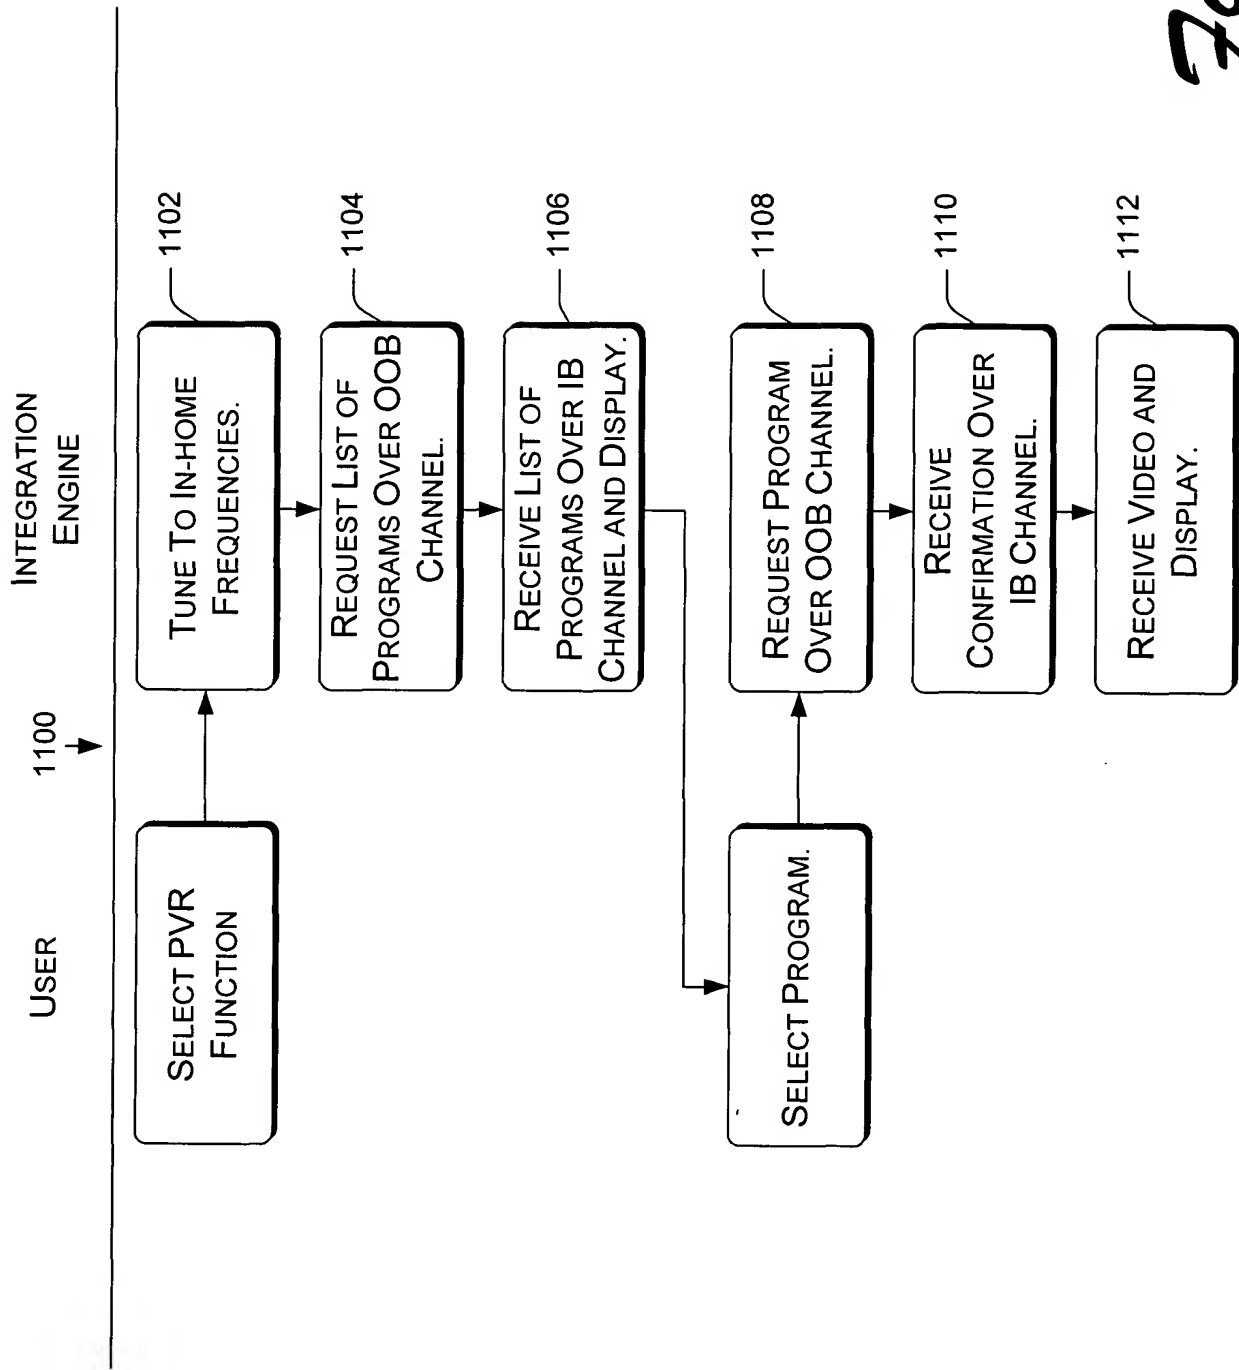 USER
1100
INTEGRATION
ENGINE
SELECT PVR
FUNCTION
TUNE TO IN-HOME
FREQUENCIES.
1102
REQUEST LIST OF
PROGRAMS OVER OOB
CHANNEL.
1104
RECEIVE LIST OF
PROGRAMS OVER IB
CHANNEL AND DISPLAY.
1106
SELECT PROGRAM.
REQUEST PROGRAM
OVER OOB CHANNEL.
1108
RECEIVE
CONFIRMATION OVER
IB CHANNEL.
1110
RECEIVE VIDEO AND
DISPLAY.
1112